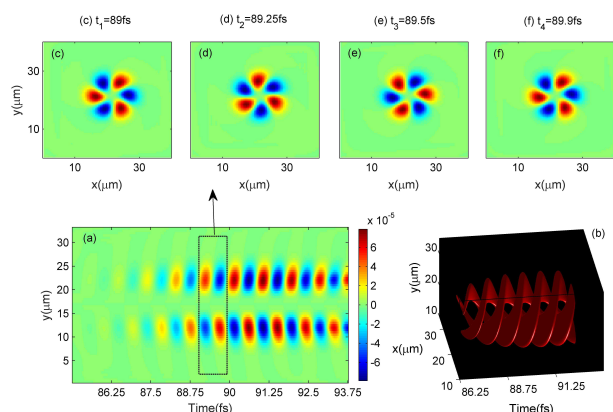 (c) t1=89fs (d) t2=89.25fs (e) t3=89.5fs (f) t4=89.9fs
(c) (d) (e) (f)
y(μm) 30 10
10 30 10 30 10 30 10 30
x(μm) x(μm) x(μm) x(μm)
(a) x 10^-5 (b)
y(μm) 30 25 20 15 10 5
6 4 2 0 -2 -4 -6
y(μm) 30 20 10
x(μm) 30 20 10
86.25 87.5 88.75 90 91.25 92.5 93.75
Time(fs)
86.25 88.75 91.25
Time(fs)